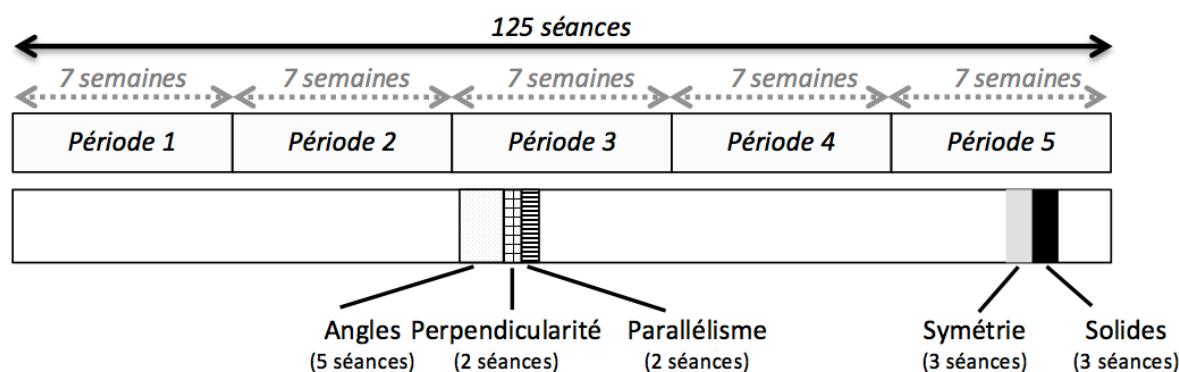 125 séances
7 semaines 7 semaines 7 semaines 7 semaines 7 semaines
Période 1 Période 2 Période 3 Période 4 Période 5
Angles Perpendicularité Parallélisme Symétrie Solides
(5 séances) (2 séances) (2 séances) (3 séances) (3 séances)